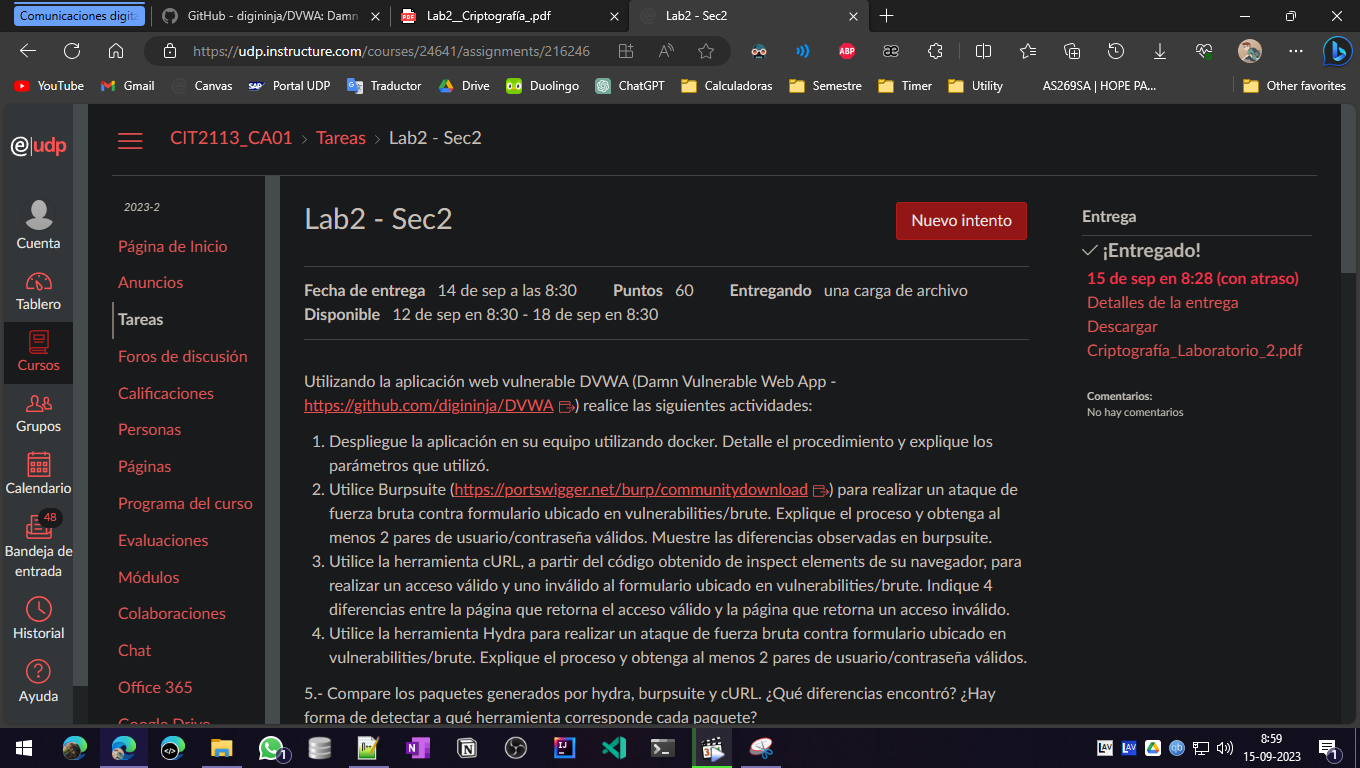 Comunicaciones digita
GitHub - digininja/DVWA: Damn
Lab2__Criptografía_.pdf
Lab2 - Sec2
https://udp.instructure.com/courses/24641/assignments/216246
YouTube
Gmail
Canvas
Portal UDP
Traductor
Drive
Duolingo
ChatGPT
Calculadoras
Semestre
Timer
Utility
AS269SA | HOPE PA...
Other favorites
@|udp
CIT2113_CA01 › Tareas › Lab2 - Sec2
Cuenta
Tablero
Cursos
Grupos
Calendario
48
Bandeja de
entrada
Historial
Ayuda
2023-2
Página de Inicio
Anuncios
Tareas
Foros de discusión
Calificaciones
Personas
Páginas
Programa del curso
Evaluaciones
Módulos
Colaboraciones
Chat
Office 365
Google Drive
Lab2 - Sec2
Nuevo intento
Fecha de entrega 14 de sep a las 8:30 Puntos 60 Entregando una carga de archivo
Disponible 12 de sep en 8:30 - 18 de sep en 8:30
Utilizando la aplicación web vulnerable DVWA (Damn Vulnerable Web App -
https://github.com/digininja/DVWA) realice las siguientes actividades:
1. Despliegue la aplicación en su equipo utilizando docker. Detalle el procedimiento y explique los
parámetros que utilizó.
2. Utilice Burpsuite (https://portswigger.net/burp/communitydownload) para realizar un ataque de
fuerza bruta contra formulario ubicado en vulnerabilities/brute. Explique el proceso y obtenga al
menos 2 pares de usuario/contraseña válidos. Muestre las diferencias observadas en burpsuite.
3. Utilice la herramienta cURL, a partir del código obtenido de inspect elements de su navegador, para
realizar un acceso válido y uno inválido al formulario ubicado en vulnerabilities/brute. Indique 4
diferencias entre la página que retorna el acceso válido y la página que retorna un acceso inválido.
4. Utilice la herramienta Hydra para realizar un ataque de fuerza bruta contra formulario ubicado en
vulnerabilities/brute. Explique el proceso y obtenga al menos 2 pares de usuario/contraseña válidos.
5.- Compare los paquetes generados por hydra, burpsuite y cURL. ¿Qué diferencias encontró? ¿Hay
forma de detectar a qué herramienta corresponde cada paquete?
Entrega
¡Entregado!
15 de sep en 8:28 (con atraso)
Detalles de la entrega
Descargar
Criptografía_Laboratorio_2.pdf
Comentarios:
No hay comentarios
8:59
15-09-2023